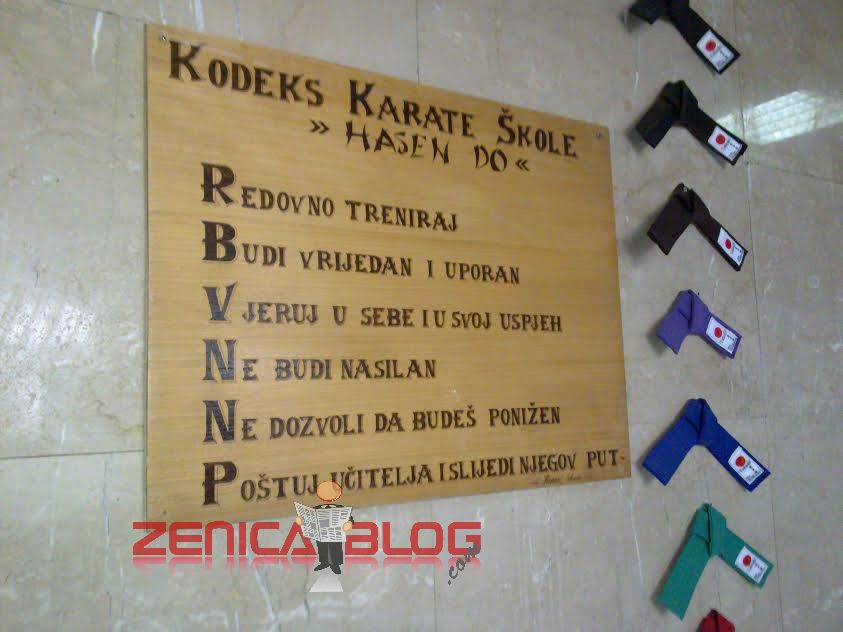 KODEKS KARATE ŠKOLE
» HASEN DO «
REDOVNO TRENIRAJ
BUDI VRIJEDAN I UPORAN
VJERUJ U SEBE I U SVOJ USPJEH
NE BUDI NASILAN
NE DOZVOLI DA BUDEŠ PONIŽEN
POŠTUJ UČITELJA I SLIJEDI NJEGOV PUT-
ZENICABLOG
.com